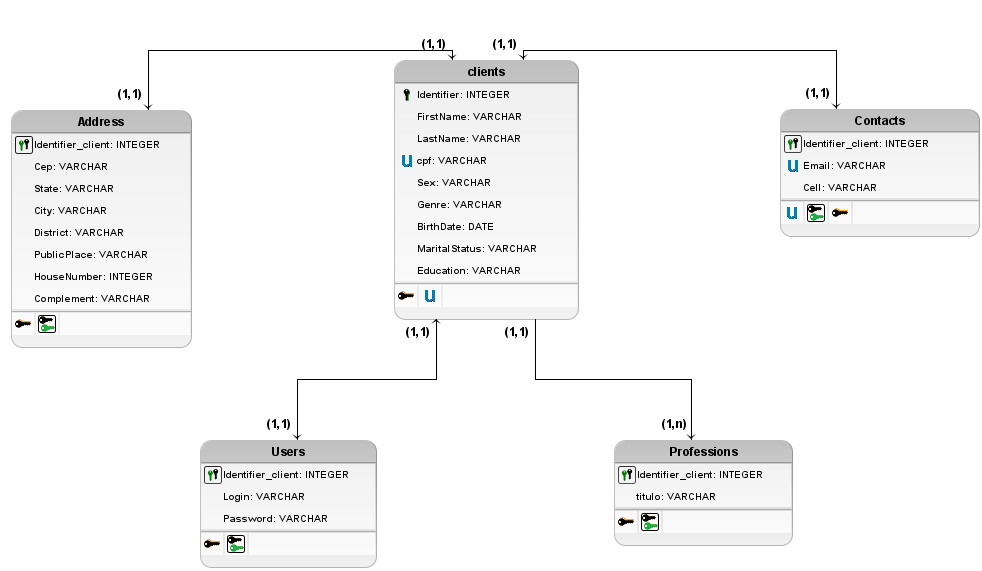 (1,1)
(1,1)
(1,1)
(1,1)
clients
Identifier: INTEGER
FirstName: VARCHAR
LastName: VARCHAR
cpf: VARCHAR
Sex: VARCHAR
Genre: VARCHAR
BirthDate: DATE
MaritalStatus: VARCHAR
Education: VARCHAR
Address
Identifier_client: INTEGER
Cep: VARCHAR
State: VARCHAR
City: VARCHAR
District: VARCHAR
PublicPlace: VARCHAR
HouseNumber: INTEGER
Complement: VARCHAR
Contacts
Identifier_client: INTEGER
Email: VARCHAR
Cell: VARCHAR
(1,1)
(1,1)
(1,1)
(1,n)
Users
Identifier_client: INTEGER
Login: VARCHAR
Password: VARCHAR
Professions
Identifier_client: INTEGER
titulo: VARCHAR